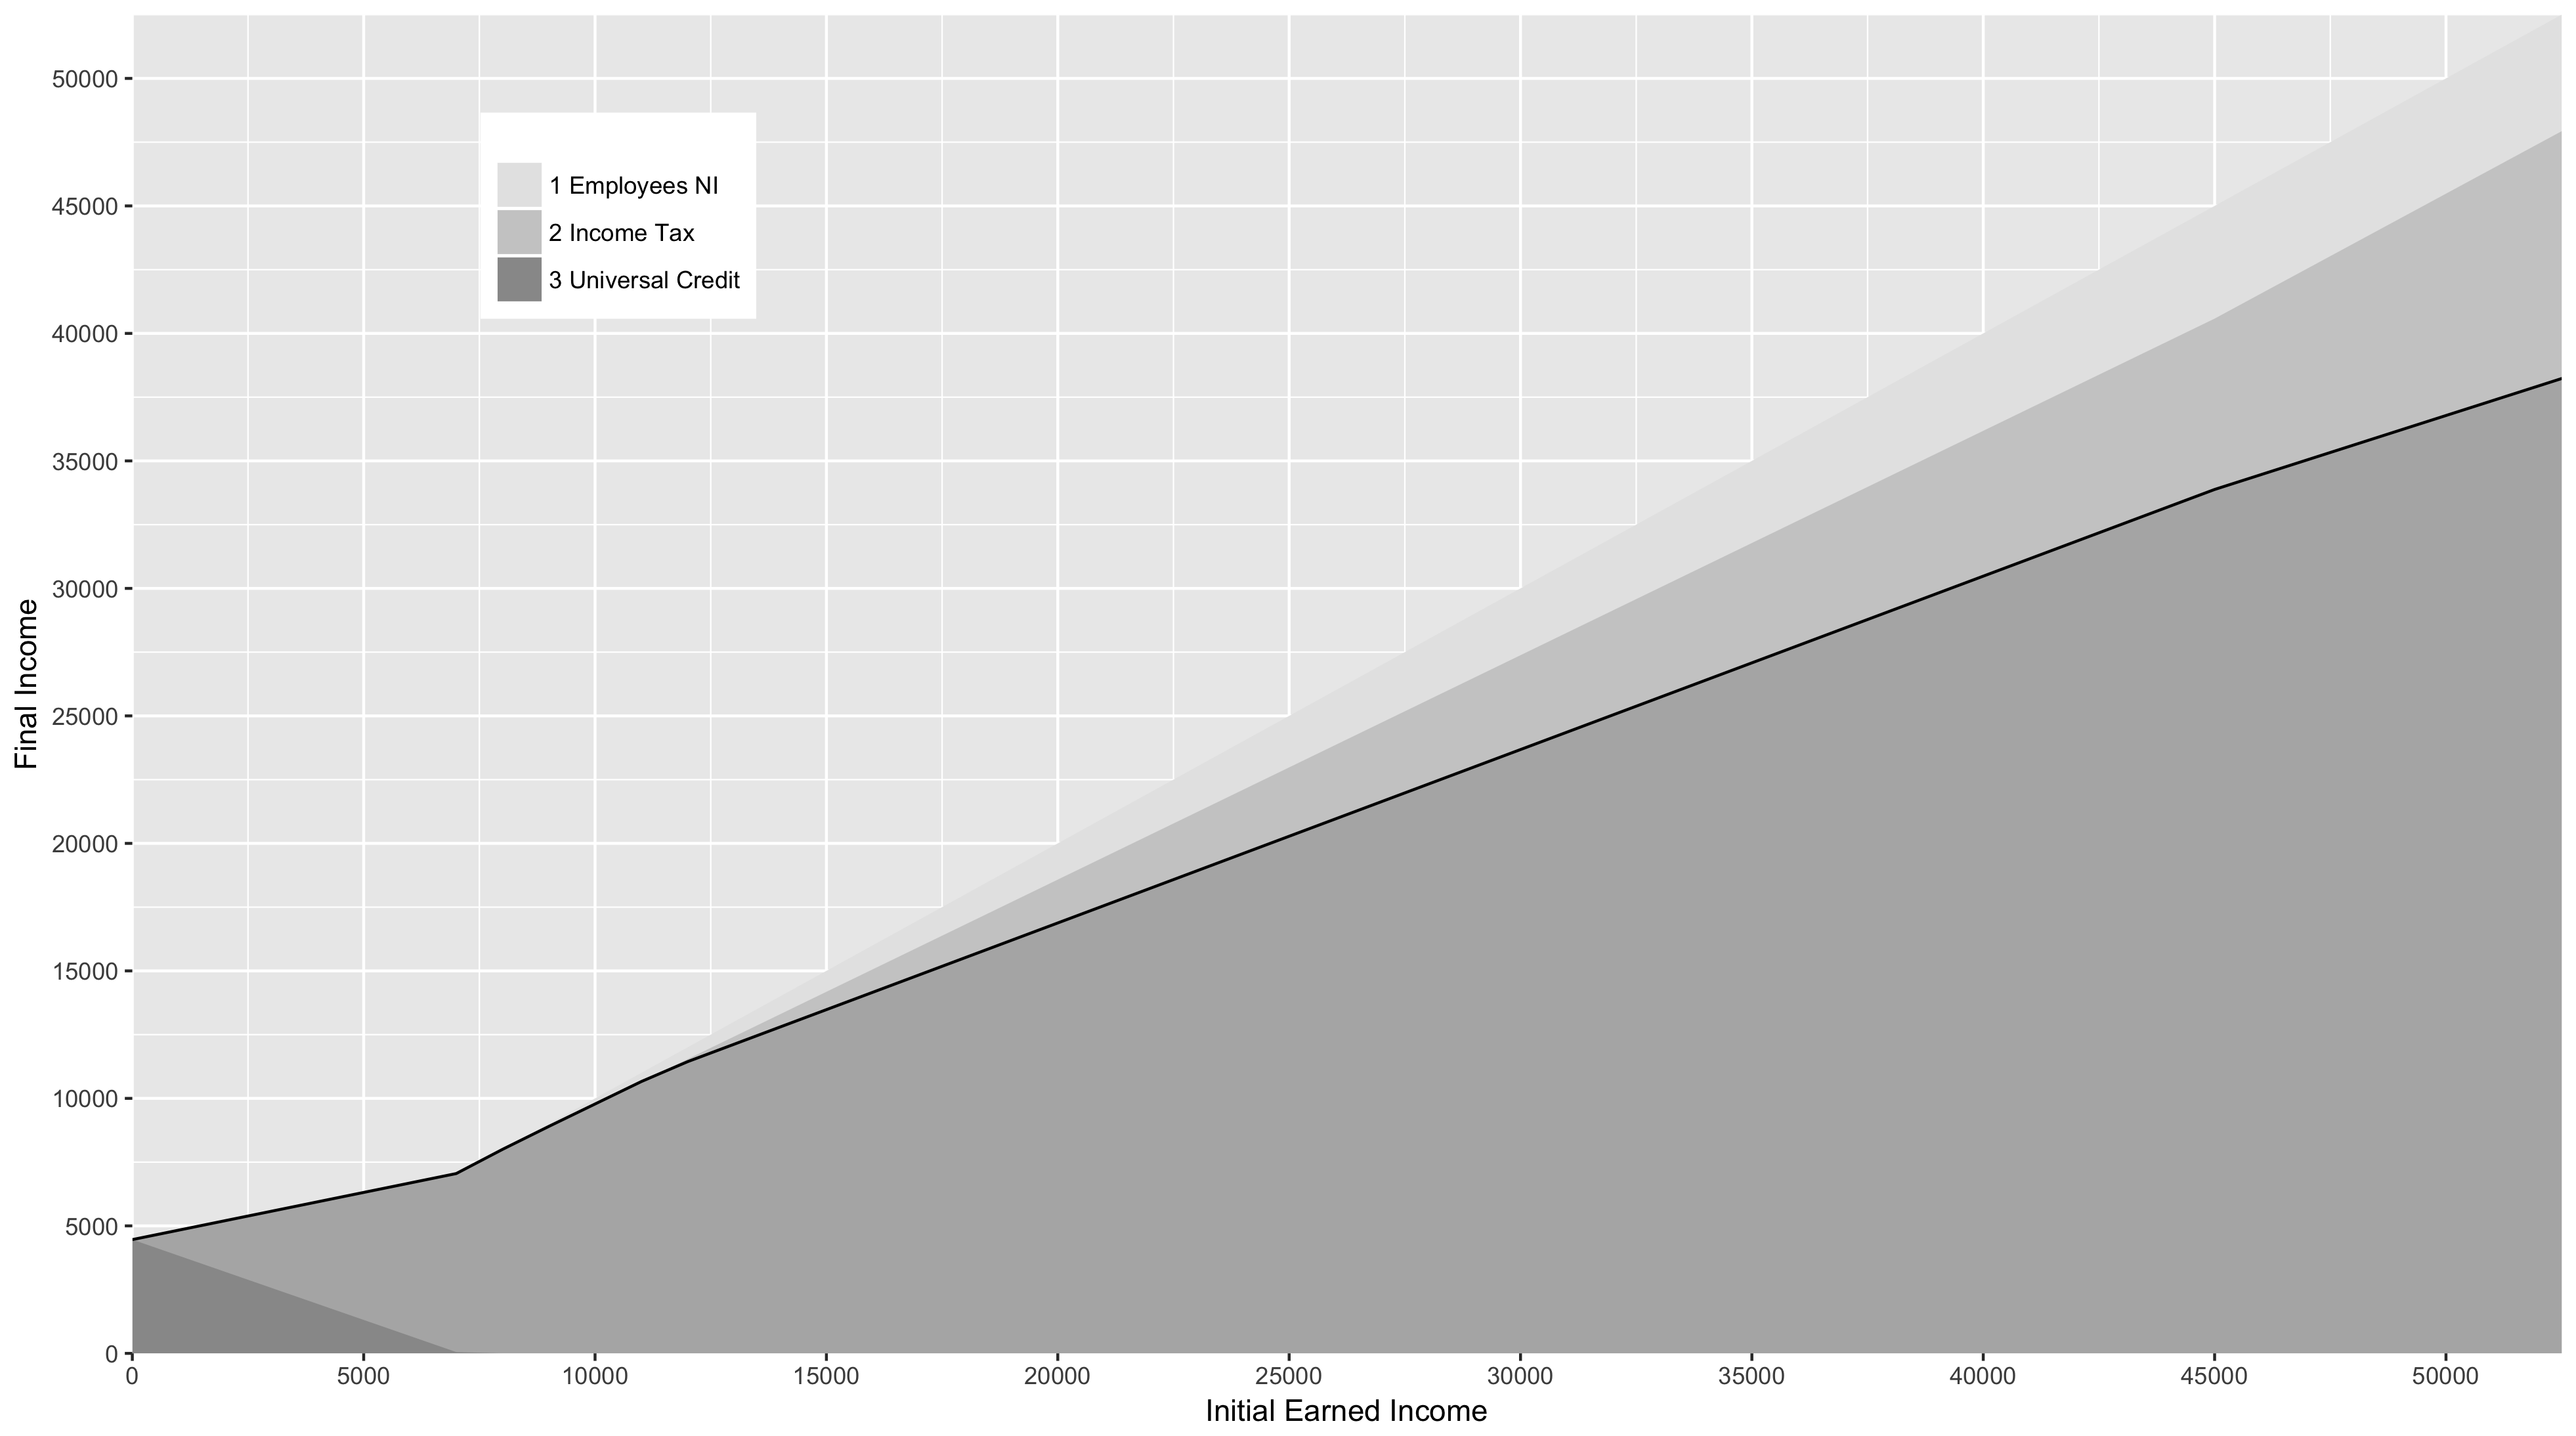 50000
45000
40000
35000
30000
25000
20000
15000
10000
5000
0
Final Income
1 Employees NI
2 Income Tax
3 Universal Credit
0 5000 10000 15000 20000 25000 30000 35000 40000 45000 50000
Initial Earned Income